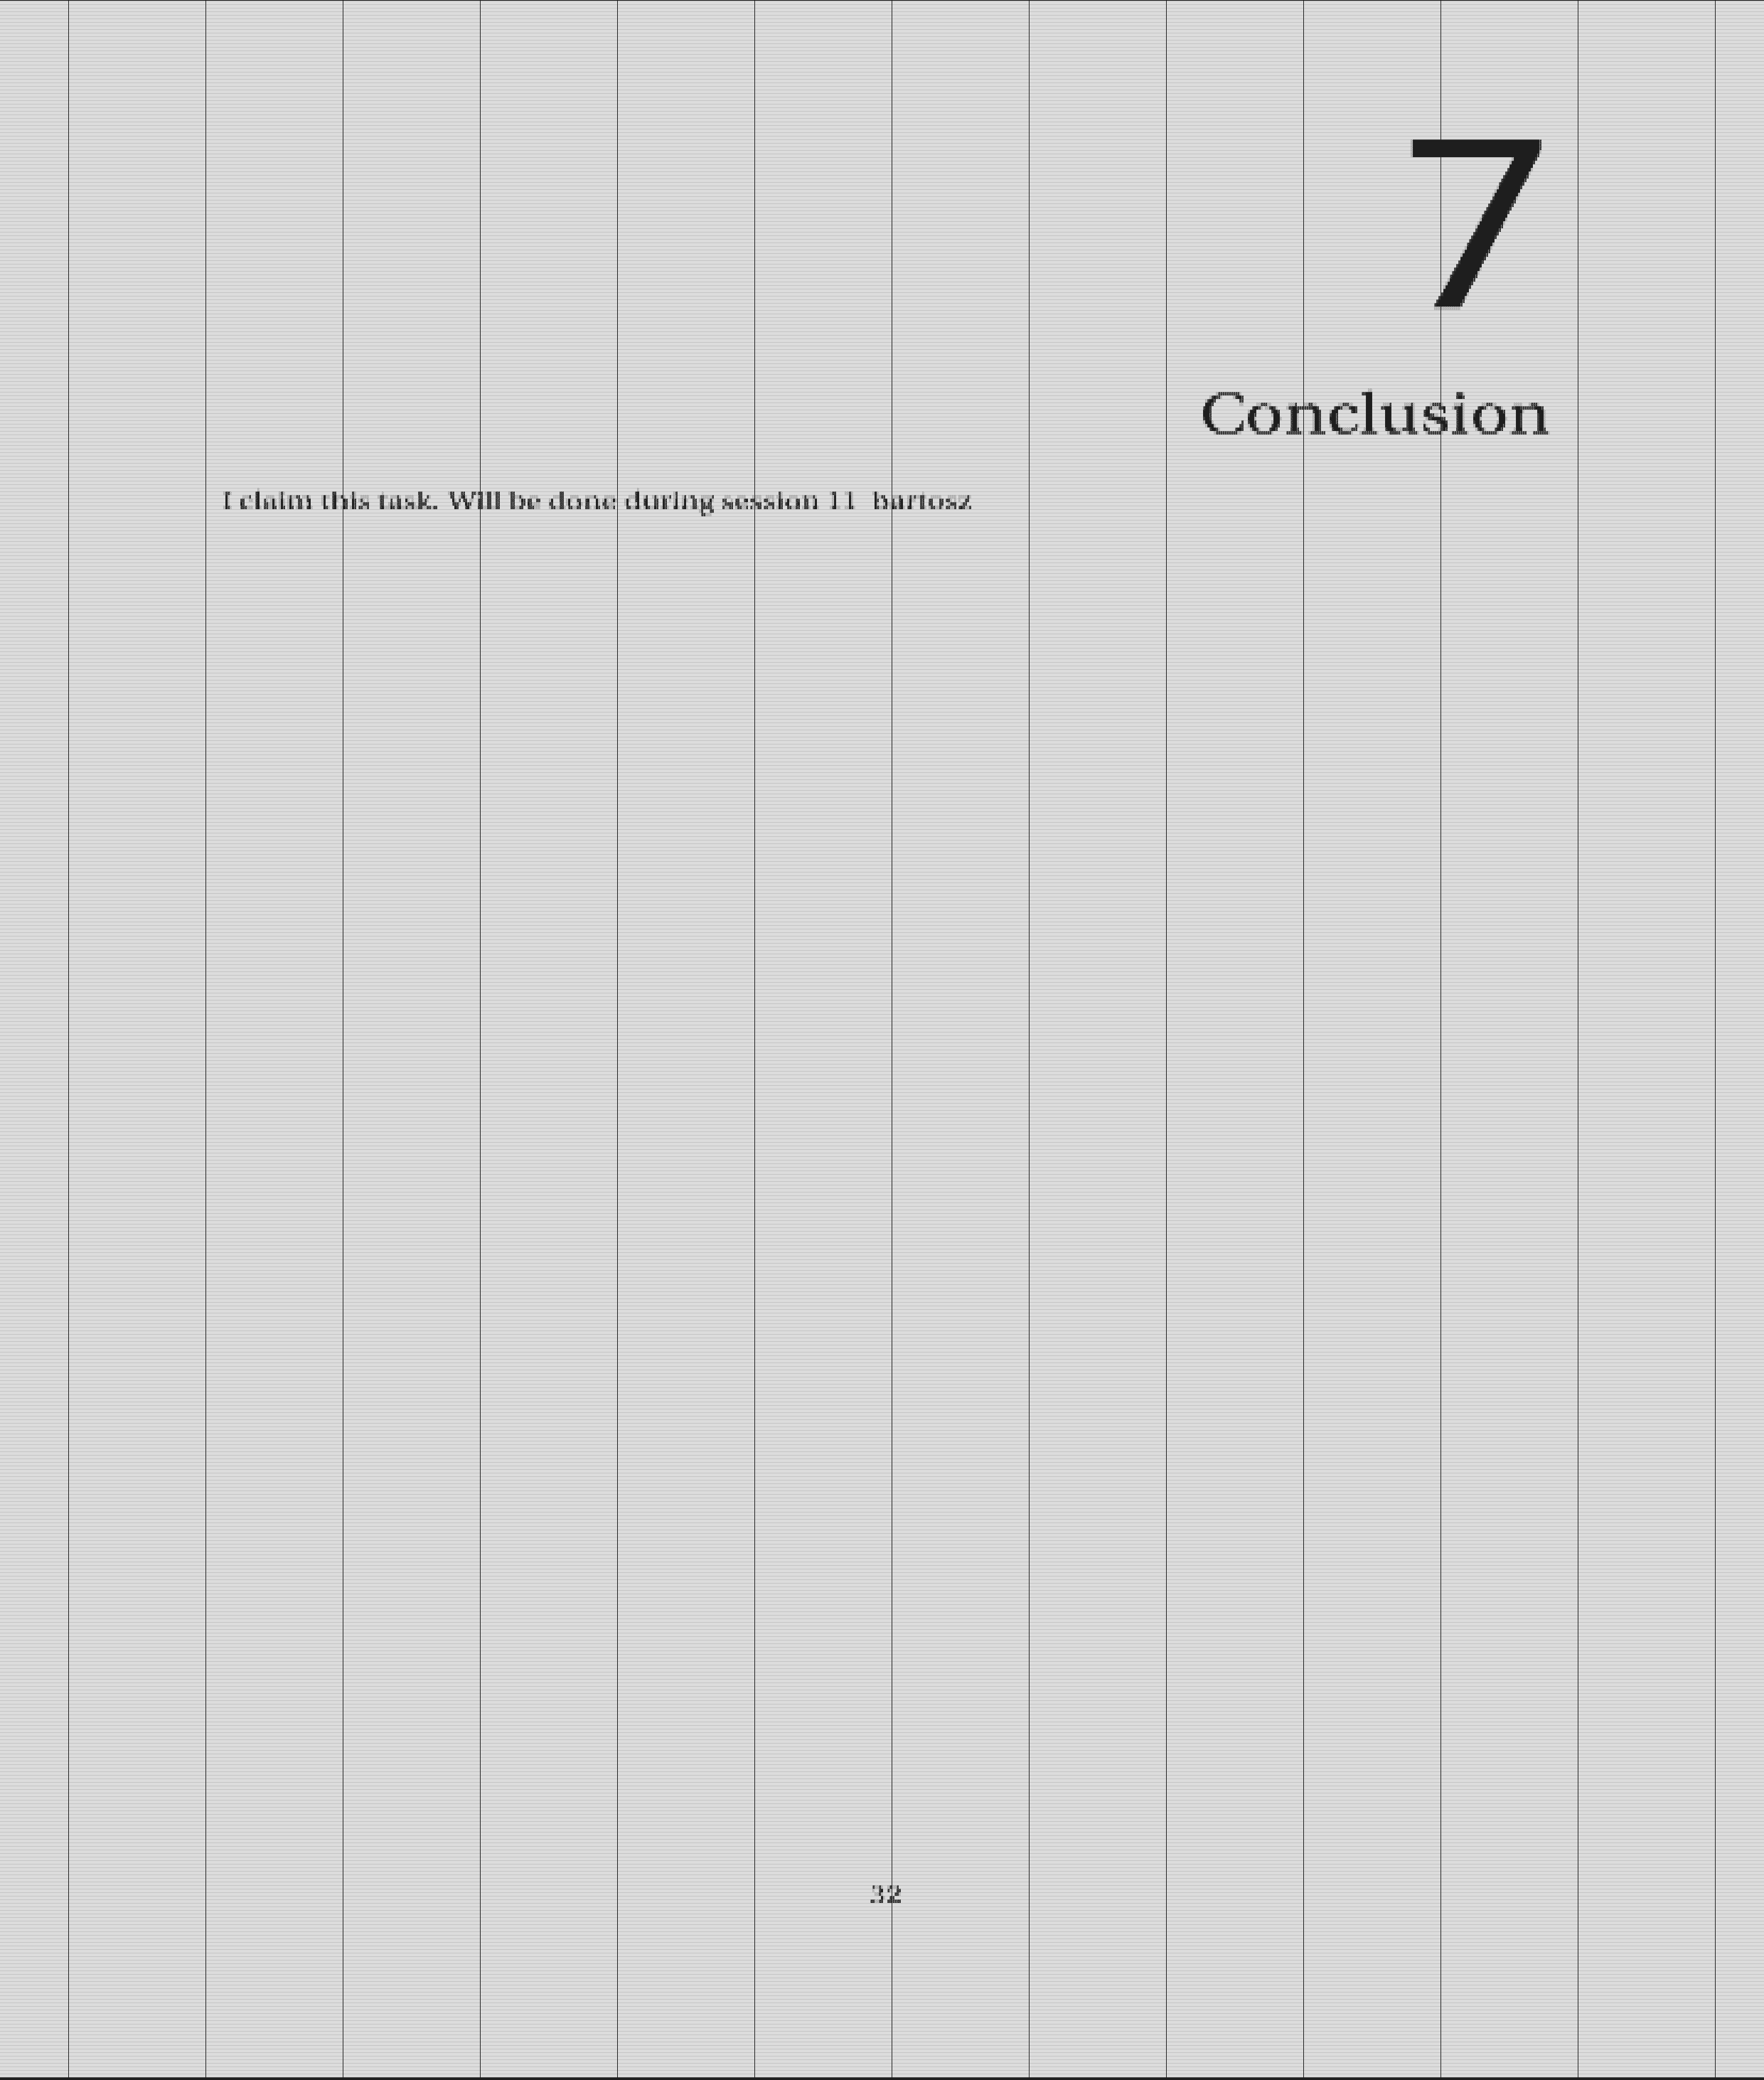 7
Conclusion
I claim this task. Will be done during session 11 bartosz
32